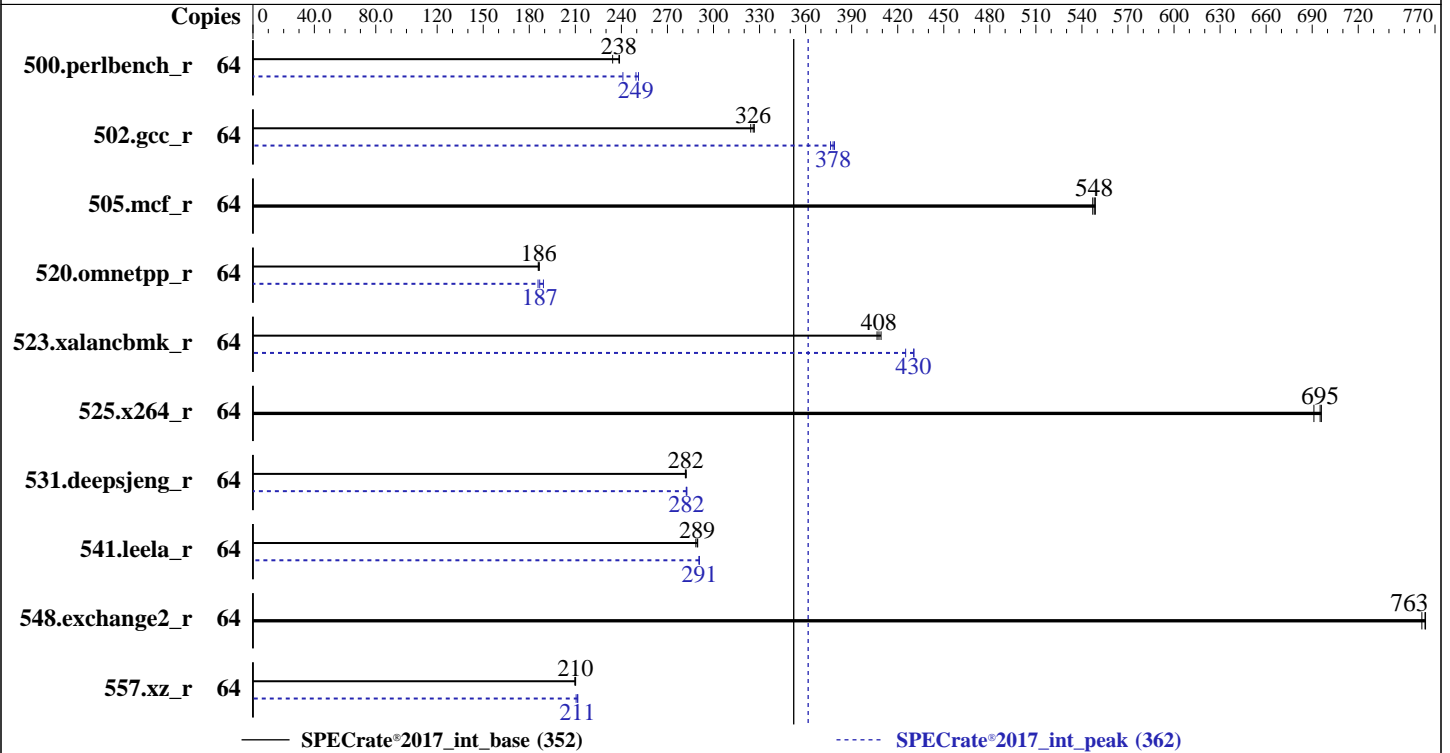 Copies 0 40.0 80.0 120 150 180 210 240 270 300 330 360 390 420 450 480 510 540 570 600 630 660 690 720 770
238
500.perlbench_r 64
249
326
502.gcc_r 64
378
548
505.mcf_r 64
186
520.omnetpp_r 64
187
408
523.xalancbmk_r 64
430
695
525.x264_r 64
282
531.deepsjeng_r 64
282
289
541.leela_r 64
291
763
548.exchange2_r 64
210
557.xz_r 64
211
SPECrate®2017_int_base (352) SPECrate®2017_int_peak (362)